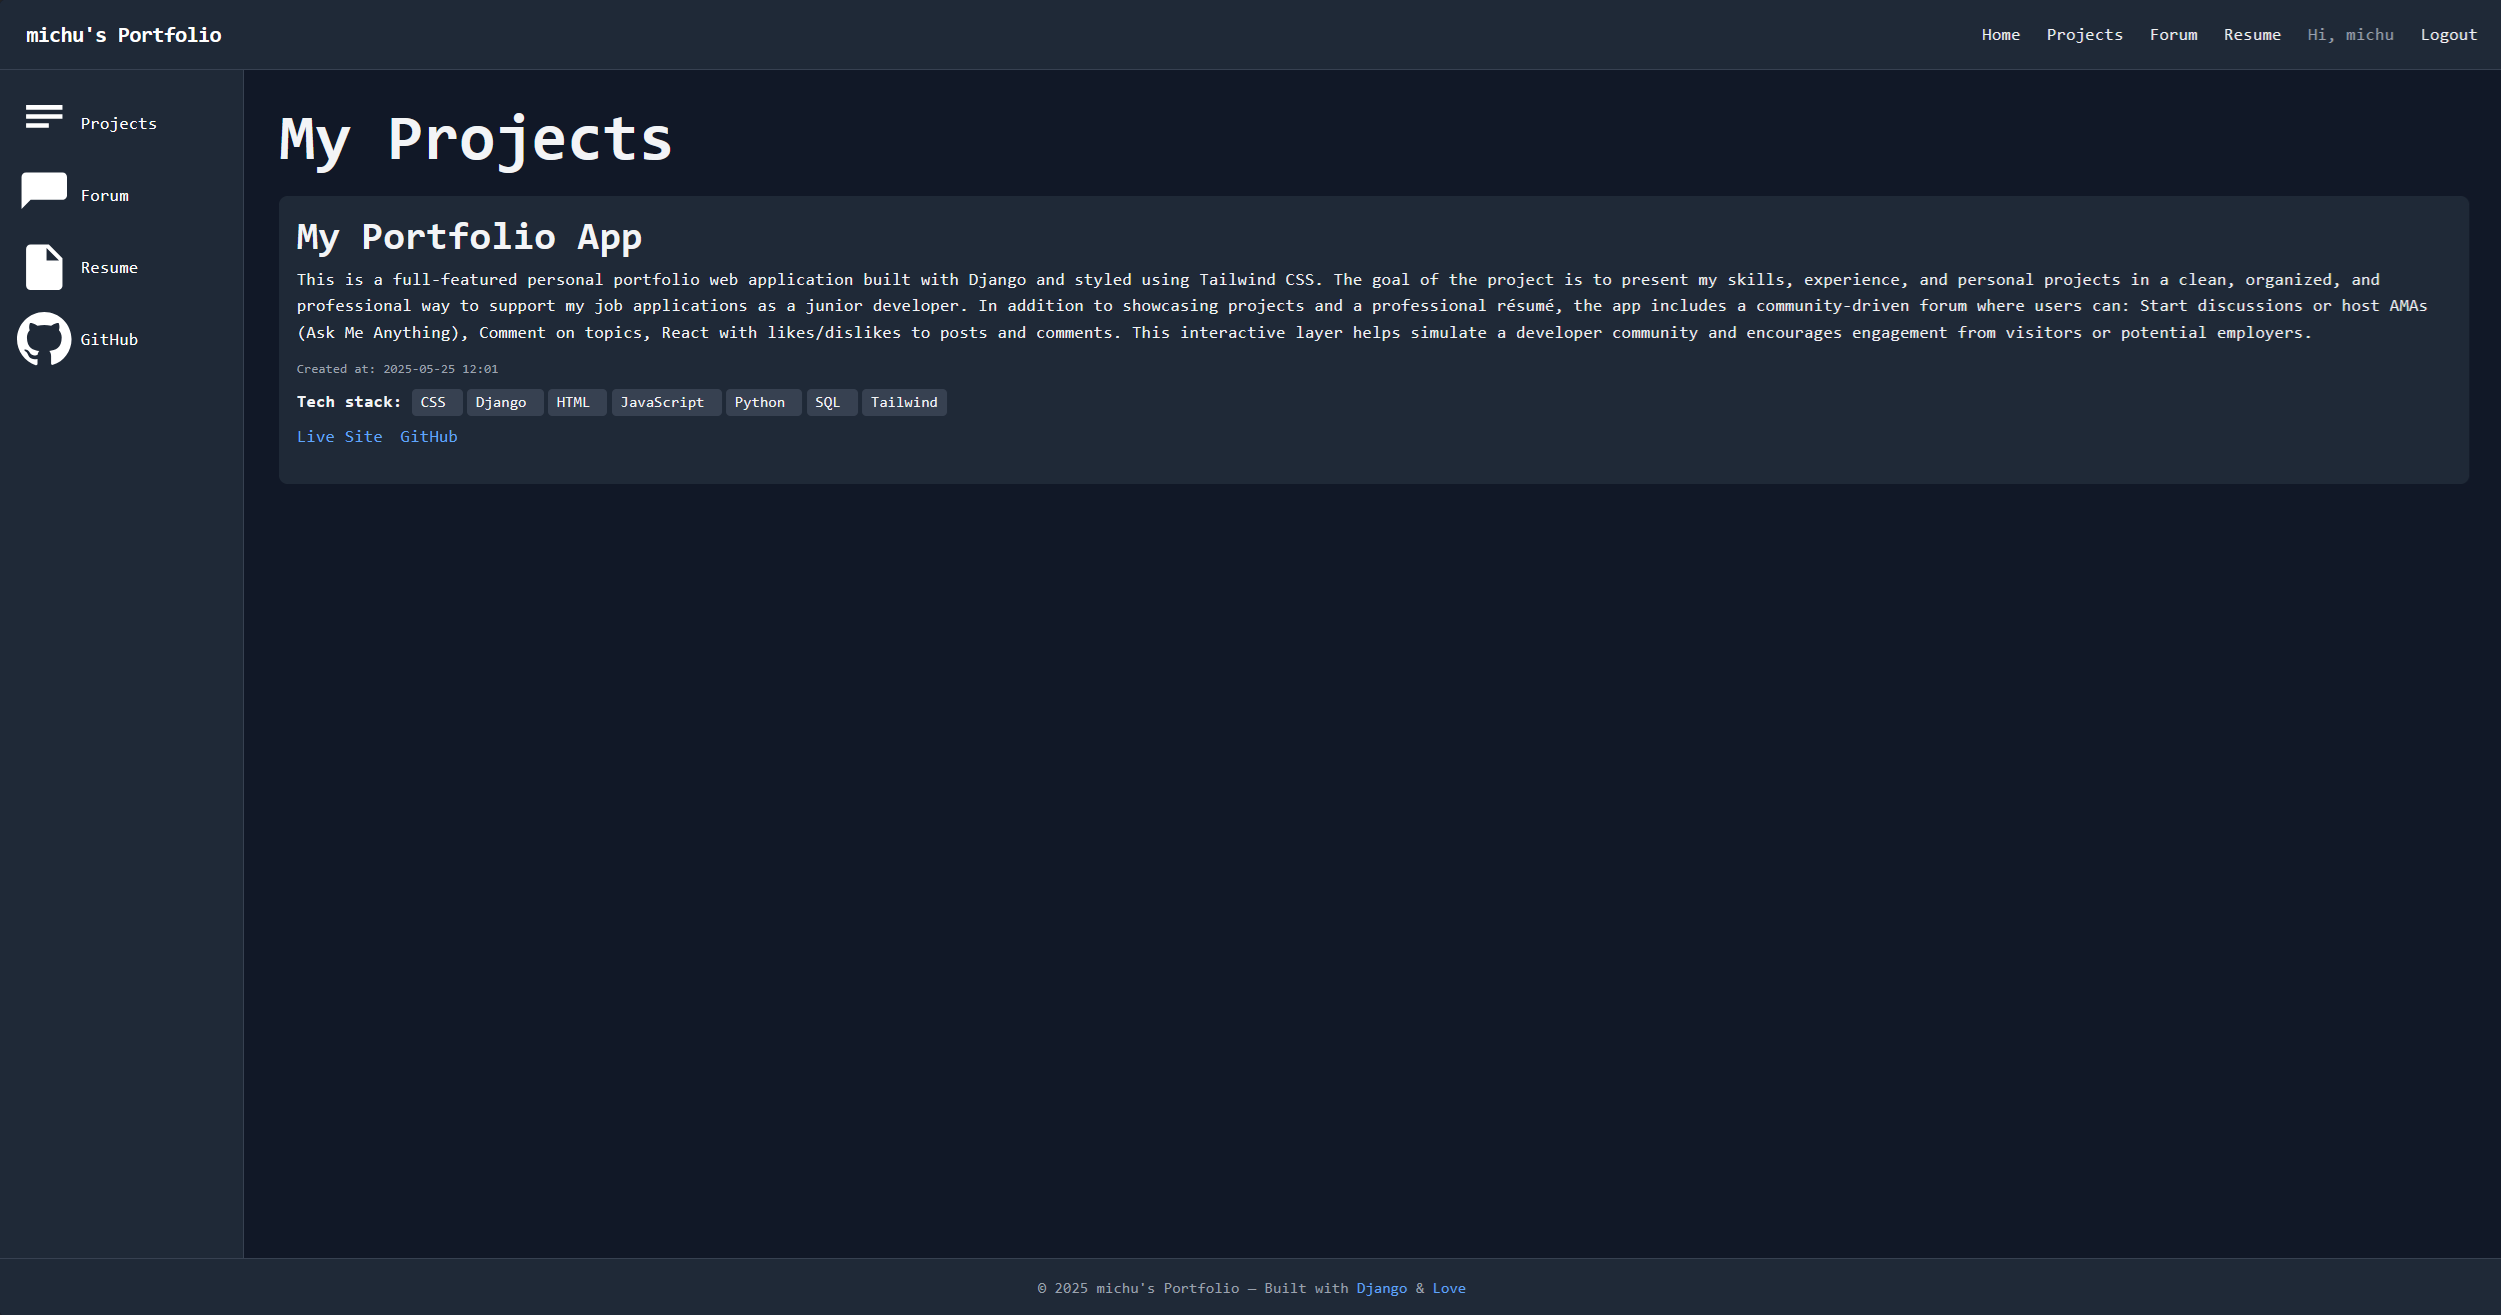 michu's Portfolio
Home Projects Forum Resume Hi, michu Logout
Projects
Forum
Resume
GitHub
My Projects
My Portfolio App
This is a full-featured personal portfolio web application built with Django and styled using Tailwind CSS. The goal of the project is to present my skills, experience, and personal projects in a clean, organized, and
professional way to support my job applications as a junior developer. In addition to showcasing projects and a professional résumé, the app includes a community-driven forum where users can: Start discussions or host AMAs
(Ask Me Anything), Comment on topics, React with likes/dislikes to posts and comments. This interactive layer helps simulate a developer community and encourages engagement from visitors or potential employers.
Created at: 2025-05-25 12:01
Tech stack: CSS Django HTML JavaScript Python SQL Tailwind
Live Site GitHub
© 2025 michu's Portfolio — Built with Django & Love